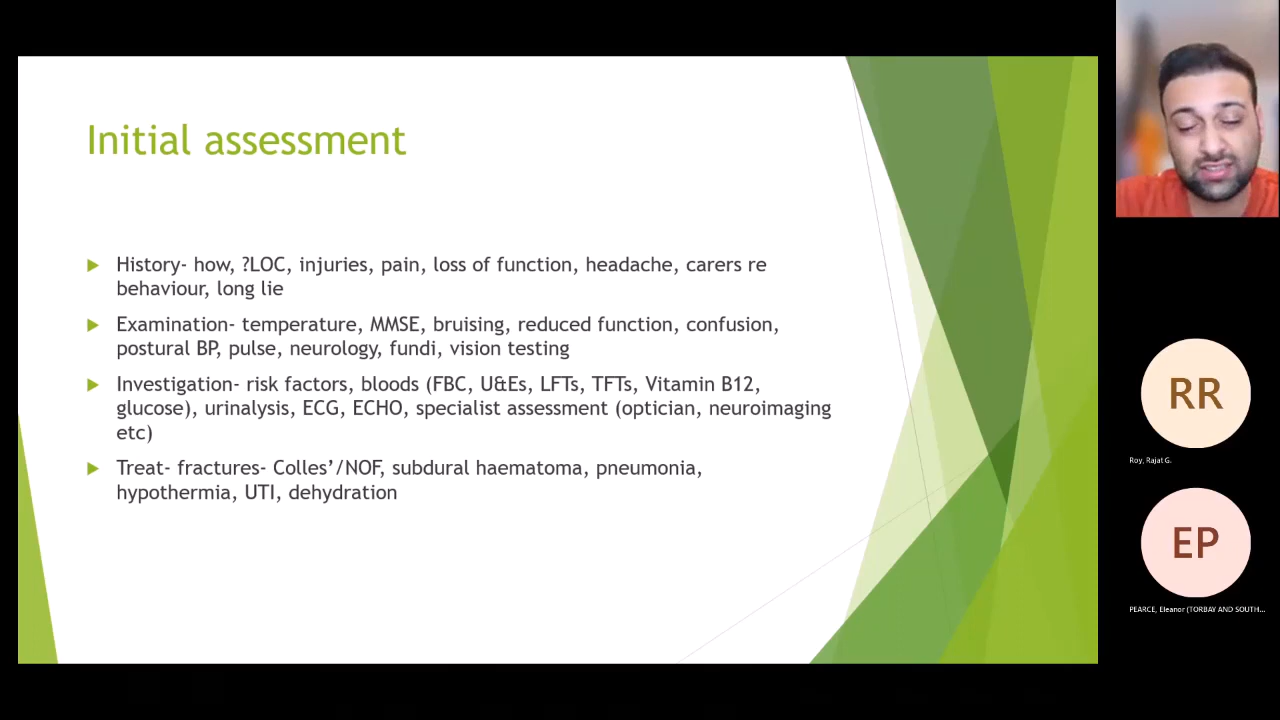 Initial assessment
History- how, ?LOC, injuries, pain, loss of function, headache, carers re
behaviour, long lie
Examination- temperature, MMSE, bruising, reduced function, confusion,
postural BP, pulse, neurology, fundi, vision testing
Investigation- risk factors, bloods (FBC, U&Es, LFTs, TFTs, Vitamin B12,
glucose), urinalysis, ECG, ECHO, specialist assessment (optician, neuroimaging
etc)
Treat- fractures- Colles’/NOF, subdural haematoma, pneumonia,
hypothermia, UTI, dehydration
RR
Roy, Rajat G.
EP
PEARCE, Eleanor (TORBAY AND SOUTH...